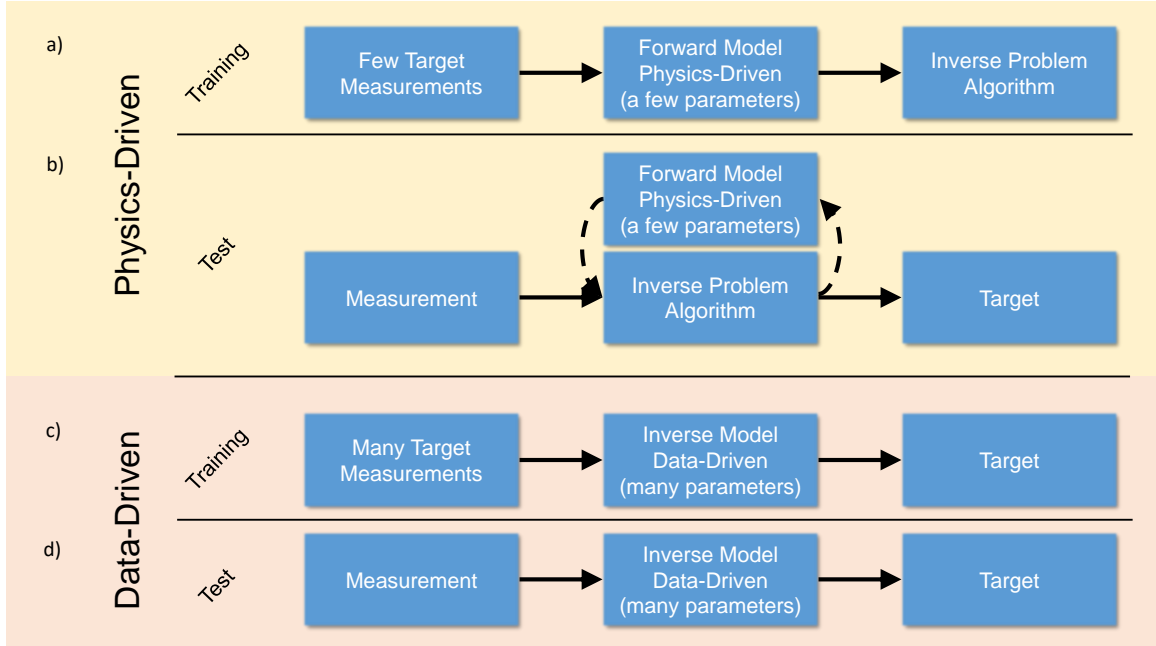 Physics-Driven
a)
Training
Few Target
Measurements
Forward Model
Physics-Driven
(a few parameters)
Inverse Problem
Algorithm
b)
Test
Forward Model
Physics-Driven
(a few parameters)
Measurement
Inverse Problem
Algorithm
Target
Data-Driven
c)
Training
Many Target
Measurements
Inverse Model
Data-Driven
(many parameters)
Target
d)
Test
Measurement
Inverse Model
Data-Driven
(many parameters)
Target